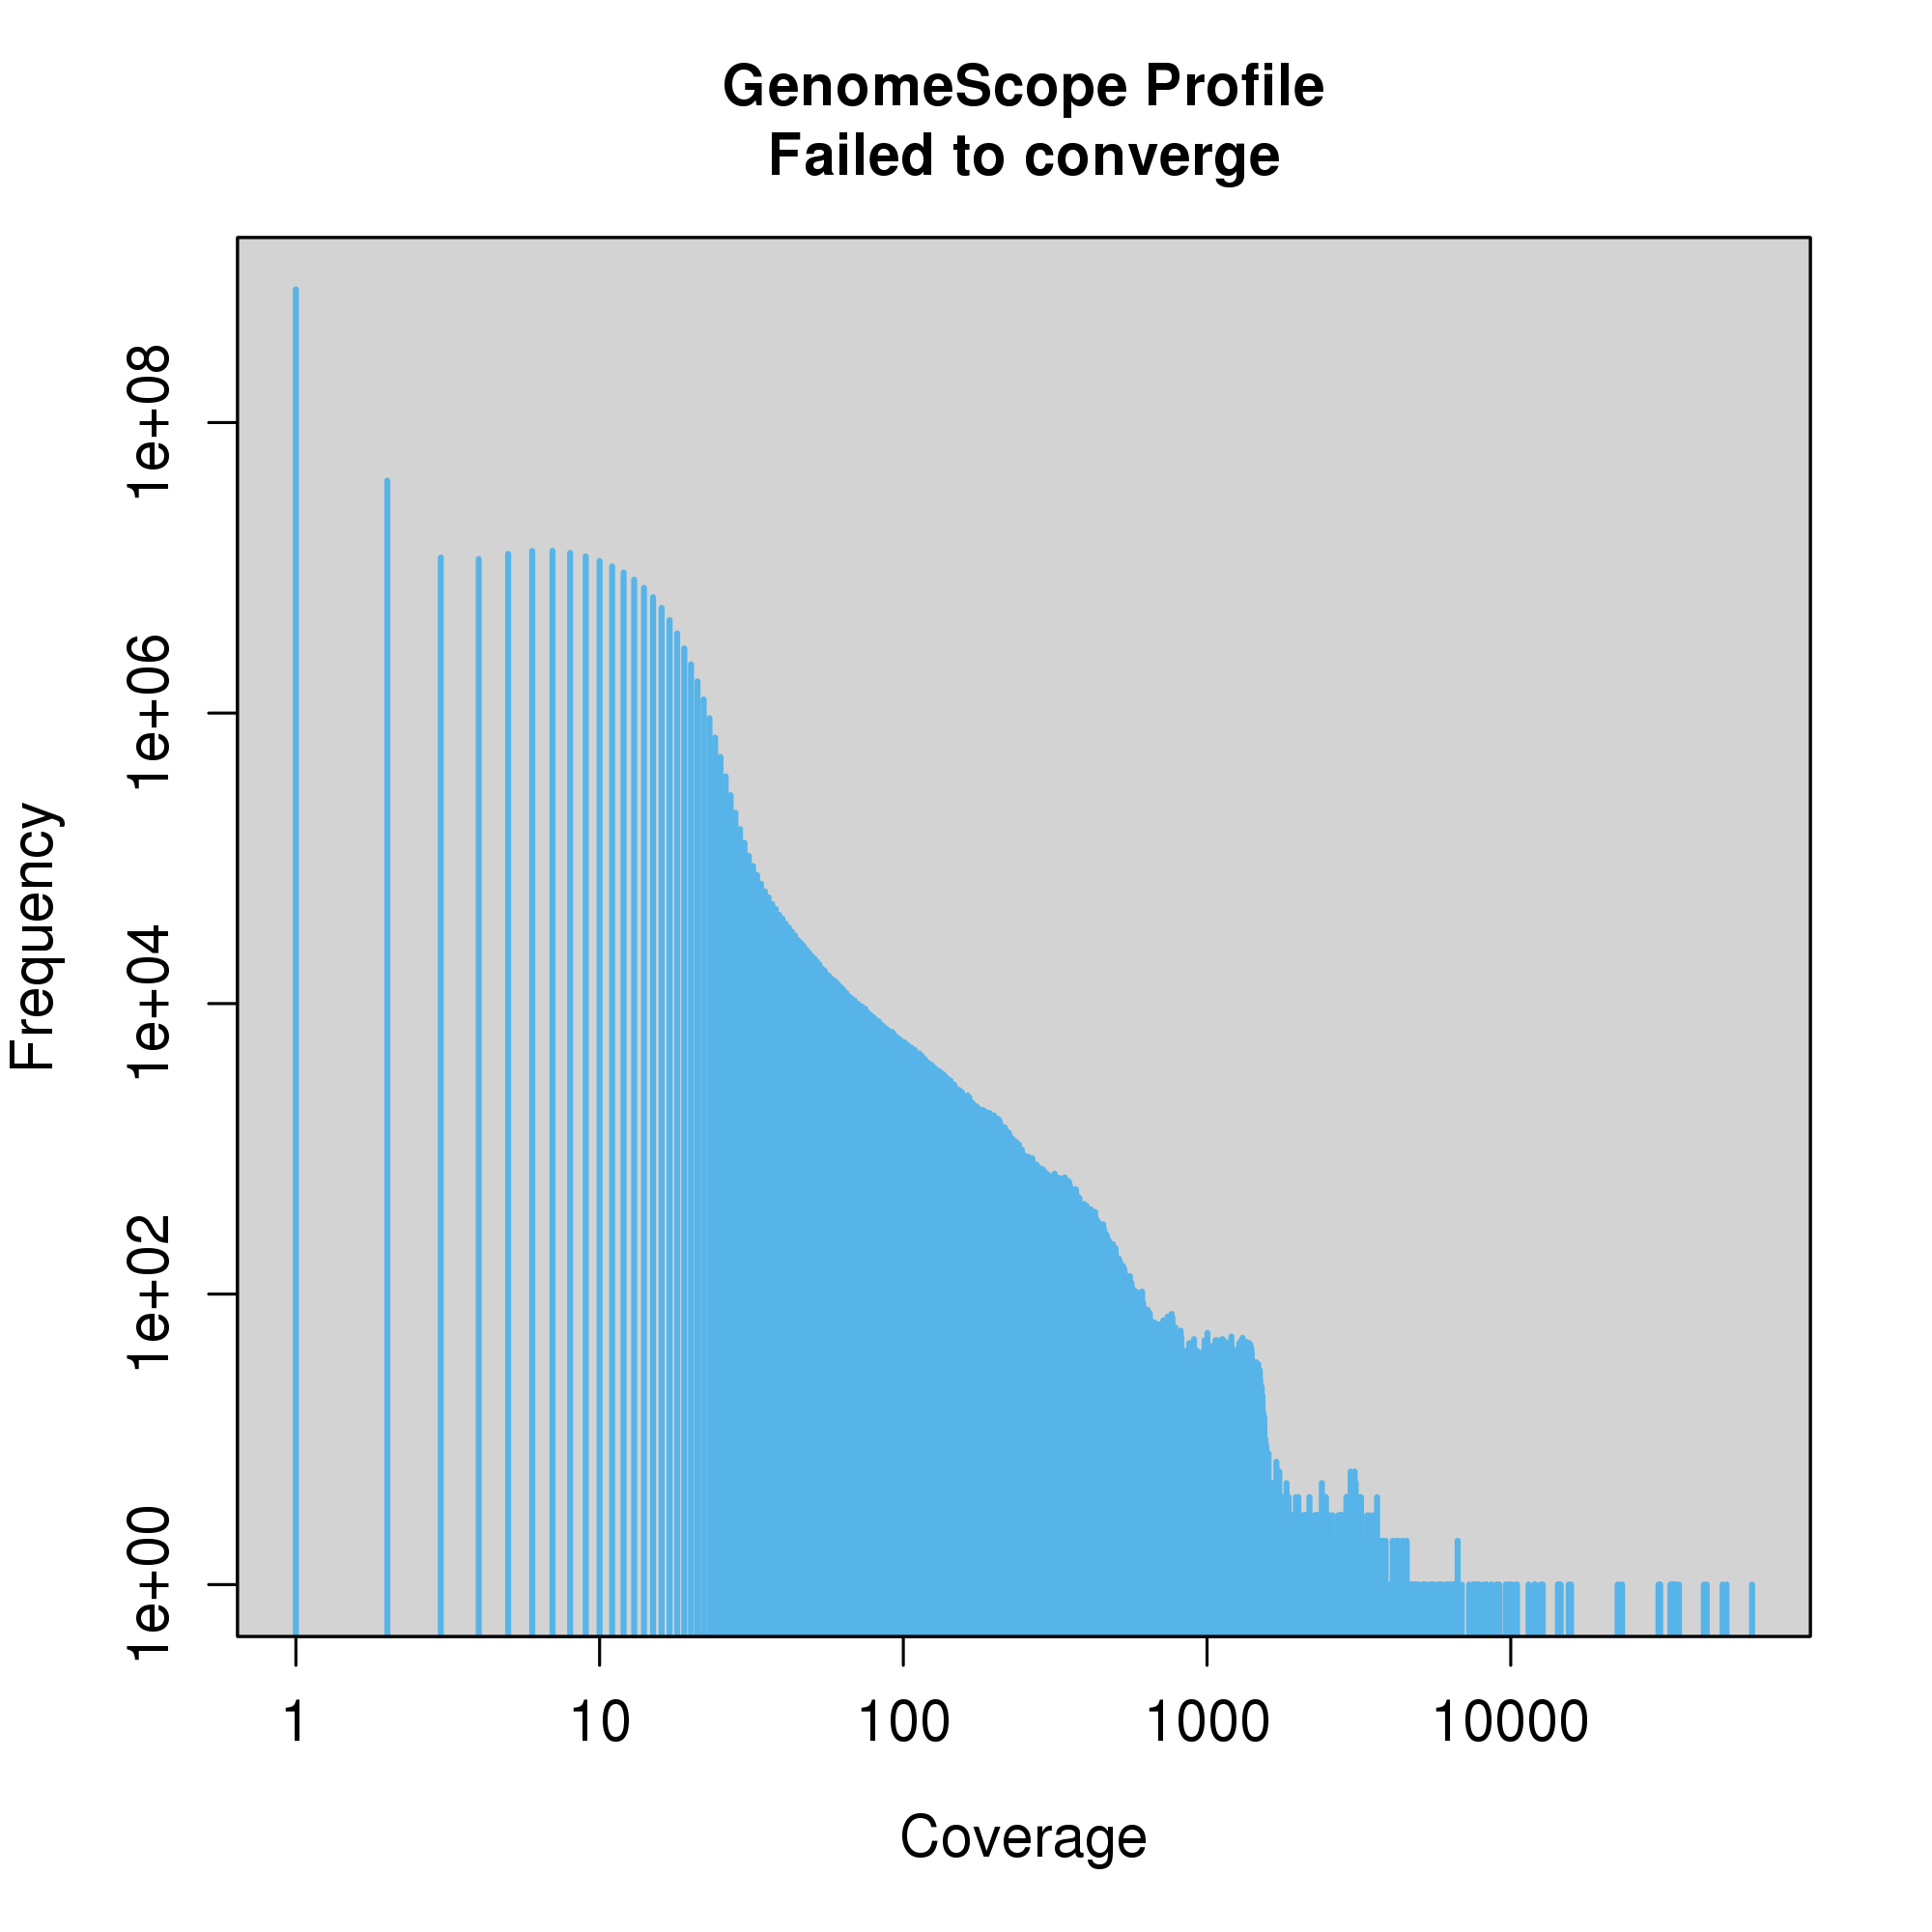 GenomeScope Profile
Failed to converge
Frequency
1e+08
1e+06
1e+04
1e+02
1e+00
1
10
100
1000
10000
Coverage